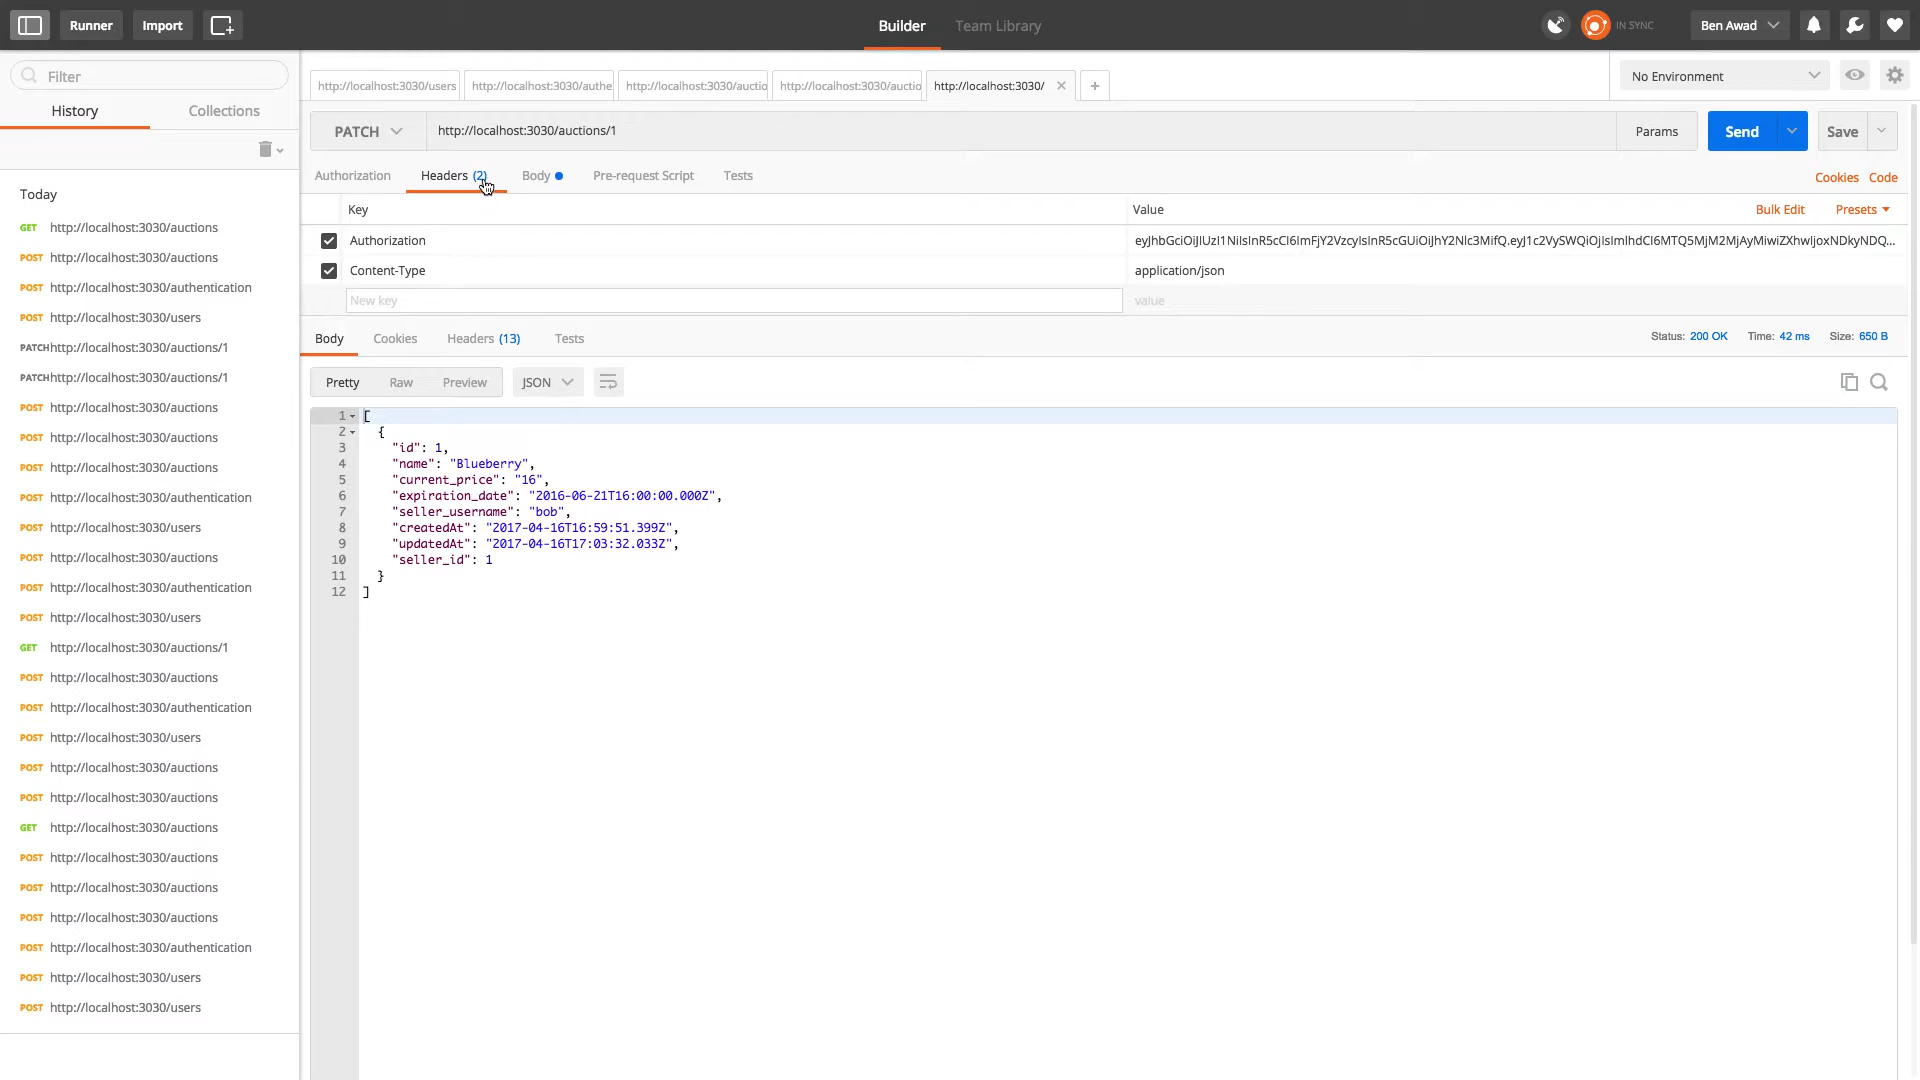 Runner
Import
Builder
Team Library
IN SYNC
Ben Awad
Filter
History
Collections
Today
GET http://localhost:3030/auctions
POST http://localhost:3030/auctions
POST http://localhost:3030/authentication
POST http://localhost:3030/users
PATCH http://localhost:3030/auctions/1
PATCH http://localhost:3030/auctions/1
POST http://localhost:3030/auctions
POST http://localhost:3030/auctions
POST http://localhost:3030/auctions
POST http://localhost:3030/authentication
POST http://localhost:3030/users
POST http://localhost:3030/auctions
POST http://localhost:3030/authentication
POST http://localhost:3030/users
GET http://localhost:3030/auctions/1
POST http://localhost:3030/auctions
POST http://localhost:3030/authentication
POST http://localhost:3030/users
POST http://localhost:3030/auctions
POST http://localhost:3030/auctions
GET http://localhost:3030/auctions
POST http://localhost:3030/auctions
POST http://localhost:3030/auctions
POST http://localhost:3030/auctions
POST http://localhost:3030/authentication
POST http://localhost:3030/users
POST http://localhost:3030/users
http://localhost:3030/users
http://localhost:3030/authe
http://localhost:3030/auctio
http://localhost:3030/auctio
http://localhost:3030/
No Environment
PATCH
http://localhost:3030/auctions/1
Params
Send
Save
Authorization
Headers (2)
Body
Pre-request Script
Tests
Cookies
Code
Key
Value
Bulk Edit
Presets
Authorization
Content-Type
application/json
New key
value
Body
Cookies
Headers (13)
Tests
Status: 200 OK
Time: 42 ms
Size: 650 B
Pretty
Raw
Preview
JSON
1 [
2 {
3 "id": 1,
4 "name": "Blueberry",
5 "current_price": "16",
6 "expiration_date": "2016-06-21T16:00:00.000Z",
7 "seller_username": "bob",
8 "createdAt": "2017-04-16T16:59:51.399Z",
9 "updatedAt": "2017-04-16T17:03:32.033Z",
10 "seller_id": 1
11 }
12 ]